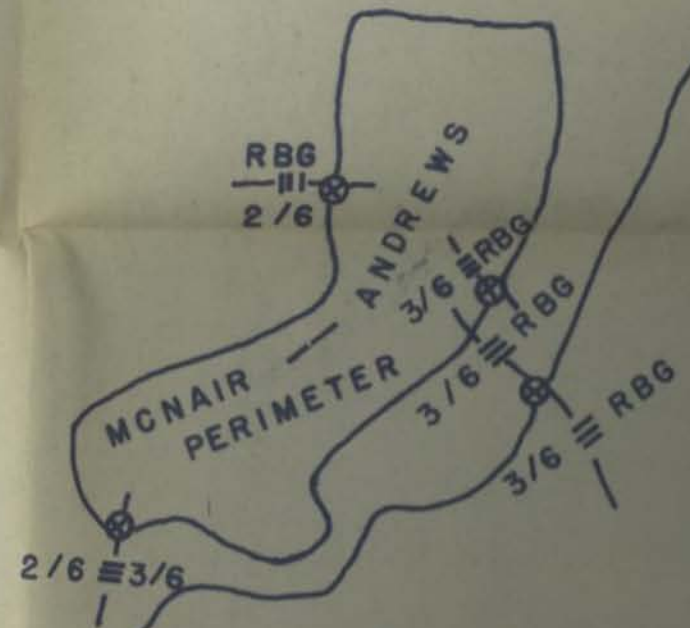 RBG
2/6
ANDREWS
RBG
3/6
RBG
3/6
RBG
3/6
MCNAIR —
PERIMETER
2/6 3/6